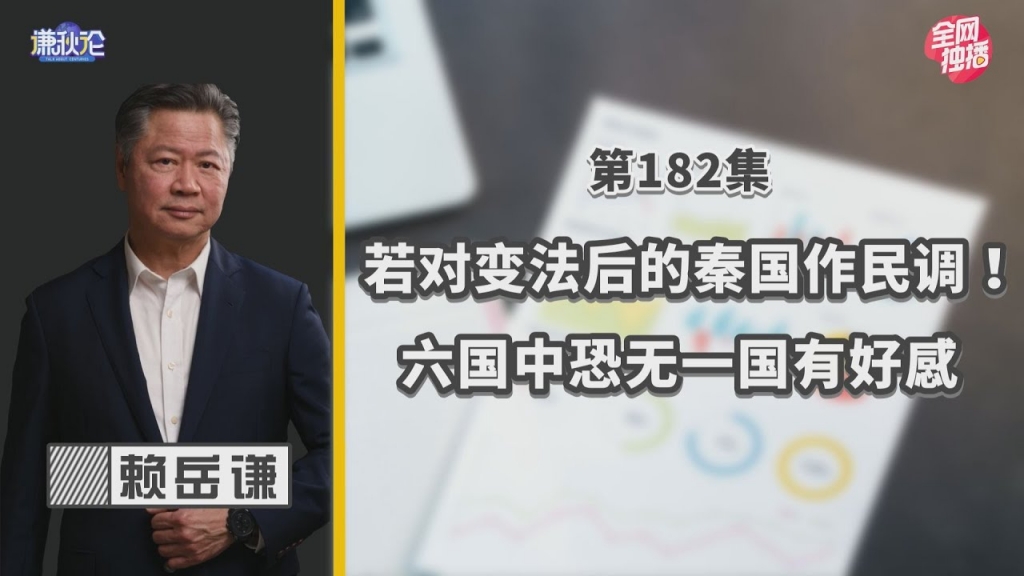 谦秋论
全网
独播
第182集
若对变法后的秦国作民调！
六国中恐无一国有好感
赖岳谦